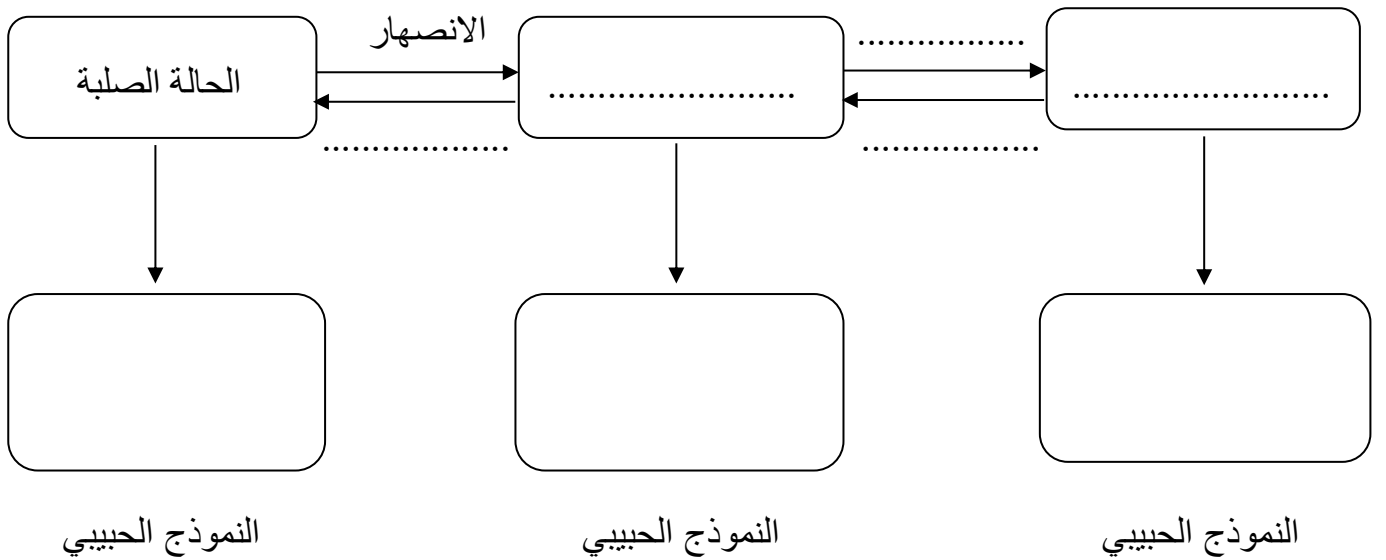 الانصهار
.................
الحالة الصلبة
.........................
..........................
...................
..................
النموذج الحبيبي
النموذج الحبيبي
النموذج الحبيبي